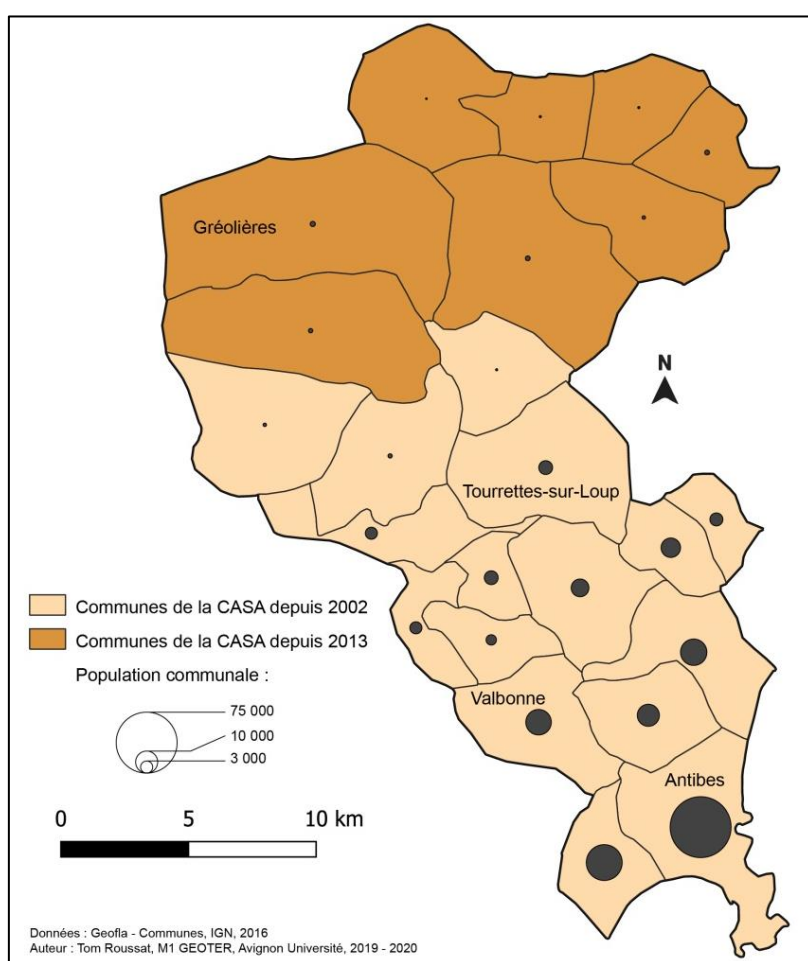 Gréolières
N
Tourrettes-sur-Loup
Communes de la CASA depuis 2002
Communes de la CASA depuis 2013
Population communale :
75 000
10 000
3 000
Valbonne
Antibes
0 5 10 km
Données : Geofla - Communes, IGN, 2016
Auteur : Tom Roussat, M1 GEOTER, Avignon Université, 2019 - 2020